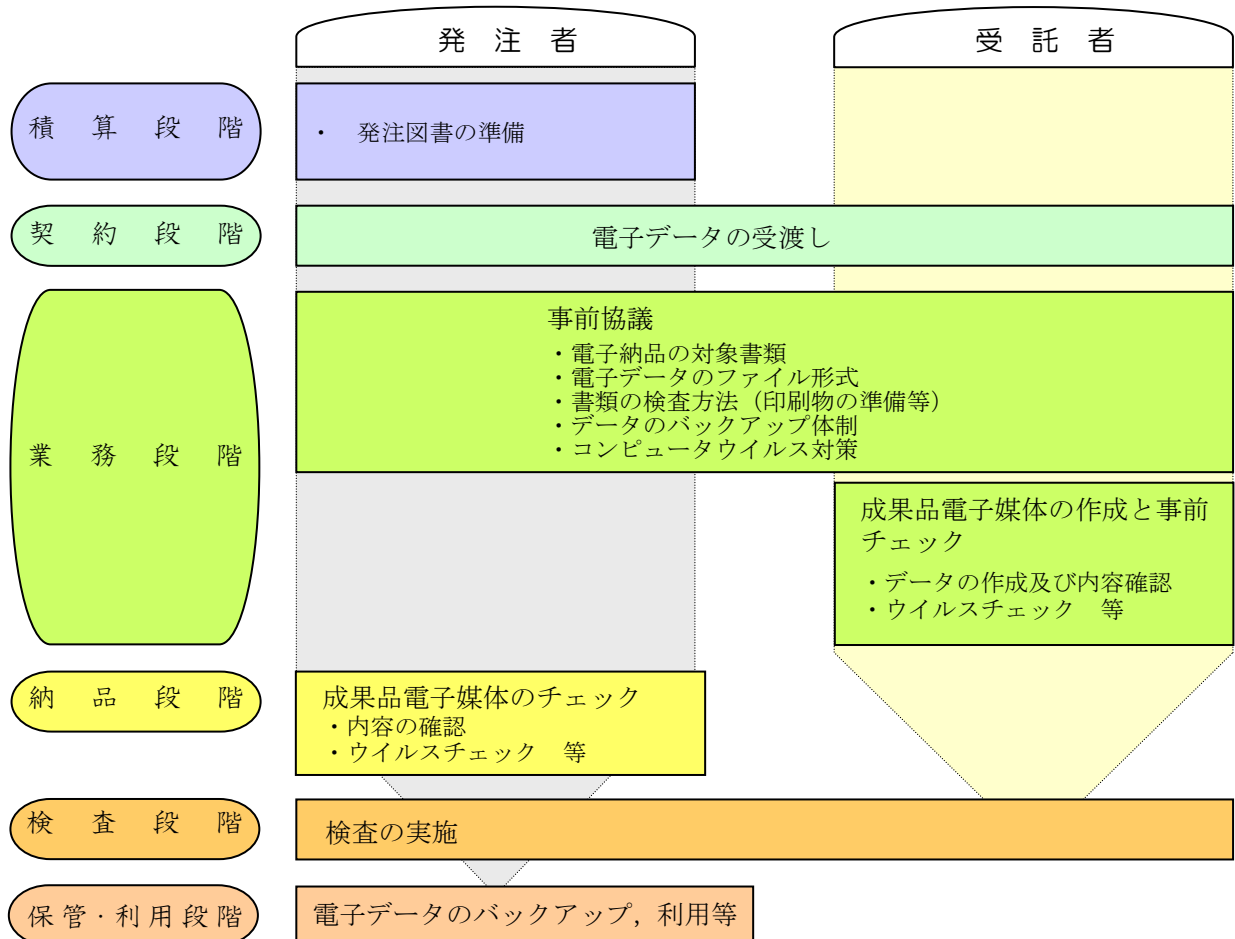 発 注 者
受 託 者
積 算 段 階
・ 発注図書の準備
契 約 段 階
電子データの受渡し
業 務 段 階
事前協議
・電子納品の対象書類
・電子データのファイル形式
・書類の検査方法（印刷物の準備等）
・データのバックアップ体制
・コンピュータウイルス対策
成果品電子媒体の作成と事前
チェック
・データの作成及び内容確認
・ウイルスチェック 等
納 品 段 階
成果品電子媒体のチェック
・内容の確認
・ウイルスチェック 等
検 査 段 階
検査の実施
保管・利用段階
電子データのバックアップ，利用等